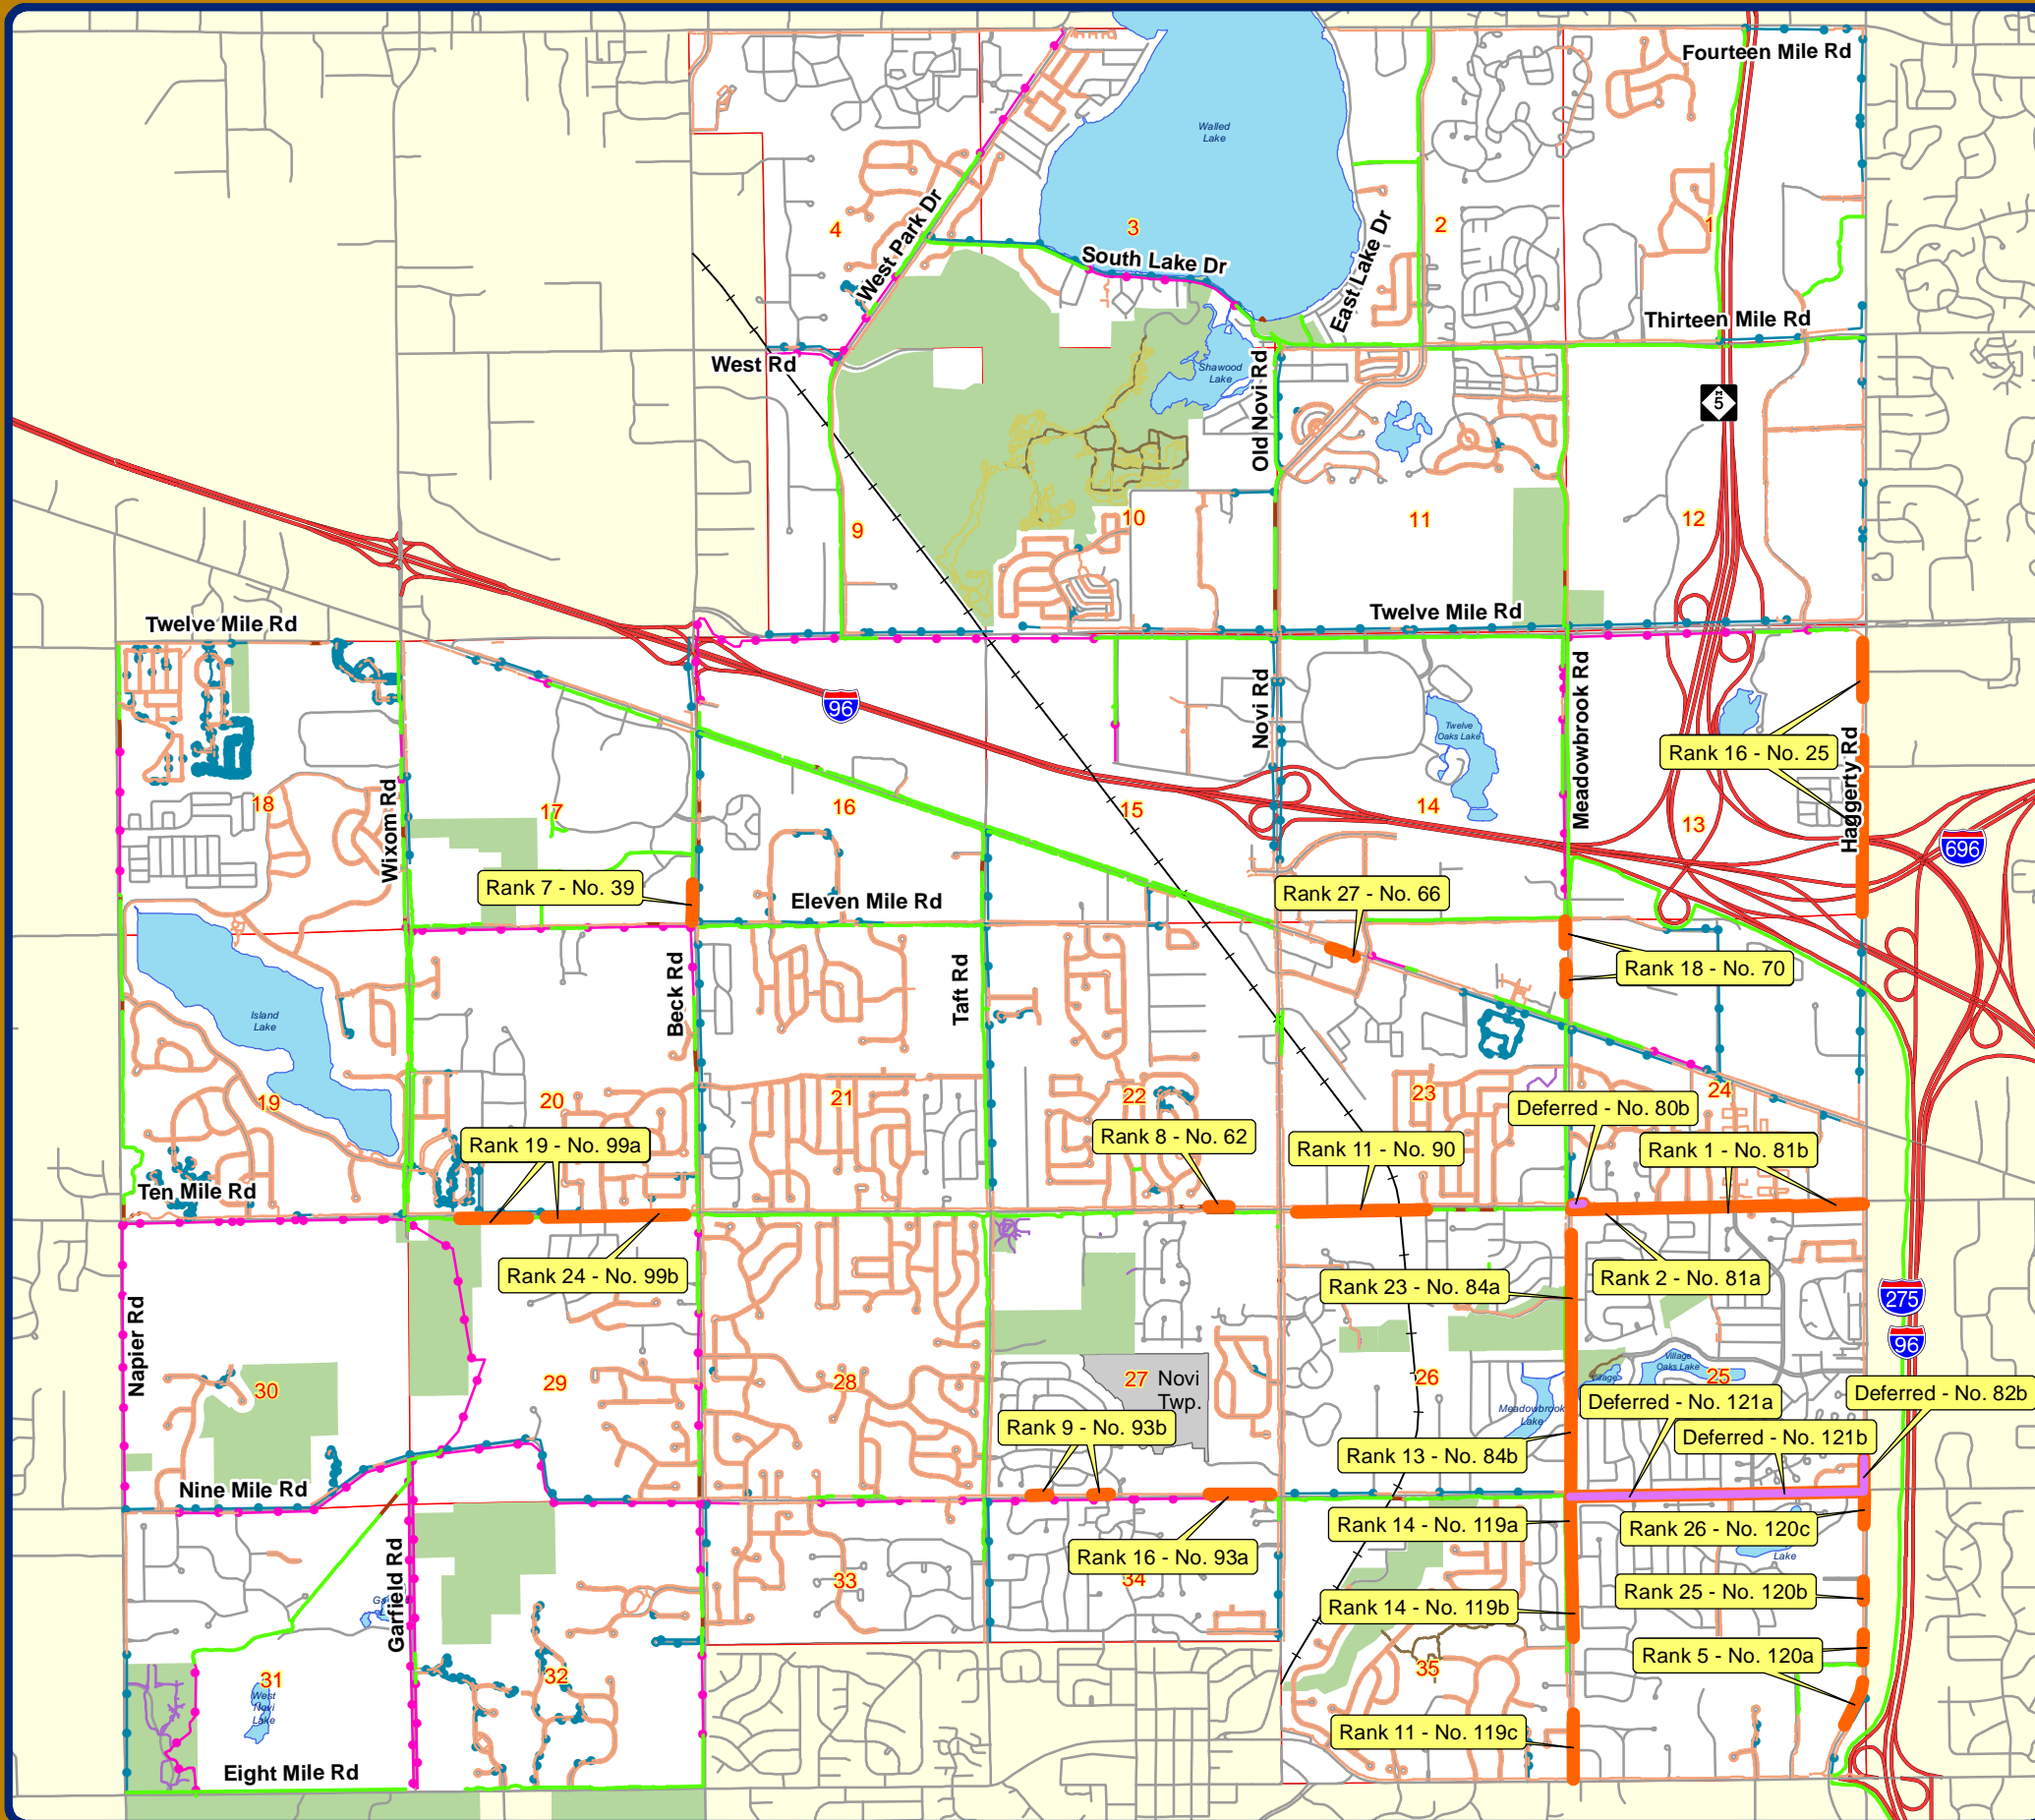 Fourteen Mile Rd
Walled
Lake
4
3
2
1
West Park Dr
South Lake Dr
East Lake Dr
Thirteen Mile Rd
West Rd
Shawood
Lake
Old Novi Rd
M
5
9
10
11
12
Twelve Mile Rd
Twelve Mile Rd
96
Novi Rd
Twelve
Oaks Lake
Meadowbrook Rd
Rank 16 - No. 25
Haggerty Rd
18
17
16
15
14
13
Wixom Rd
696
Rank 7 - No. 39
Eleven Mile Rd
Rank 27 - No. 66
Rank 18 - No. 70
Beck Rd
Taft Rd
Island
Lake
19
20
21
22
23
24
Deferred - No. 80b
Rank 19 - No. 99a
Rank 8 - No. 62
Rank 11 - No. 90
Rank 1 - No. 81b
Ten Mile Rd
Rank 24 - No. 99b
Rank 23 - No. 84a
Rank 2 - No. 81a
275
96
Napier Rd
30
29
28
27
Novi
Twp.
26
25
Village
Oaks Lake
Village
Meadowbrook
Lake
Deferred - No. 121a
Deferred - No. 82b
Rank 9 - No. 93b
Rank 13 - No. 84b
Deferred - No. 121b
Nine Mile Rd
Rank 14 - No. 119a
Rank 26 - No. 120c
Lake
Rank 16 - No. 93a
Garfield Rd
33
34
Rank 14 - No. 119b
Rank 25 - No. 120b
31
32
35
Rank 5 - No. 120a
West
Novi
Lake
Rank 11 - No. 119c
Eight Mile Rd